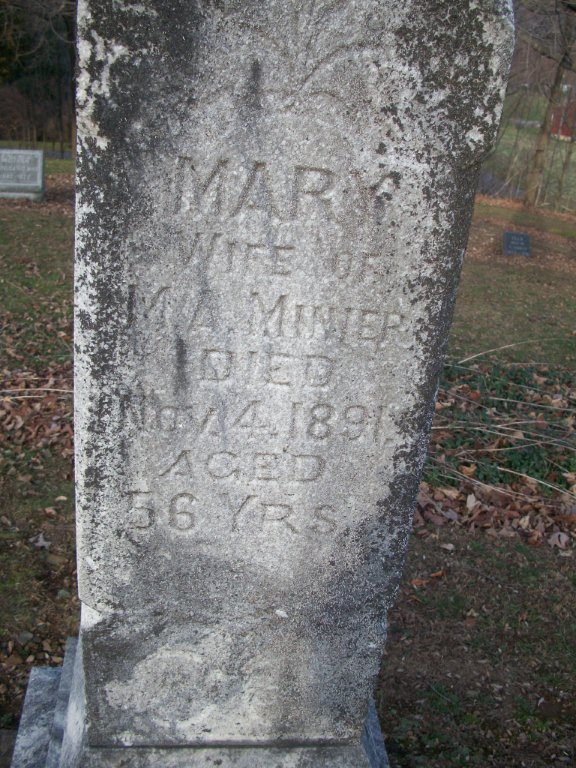 MARY
WIFE OF
M.A. MINIER
DIED
NOV. 4, 1891,
AGED
56 YRS.